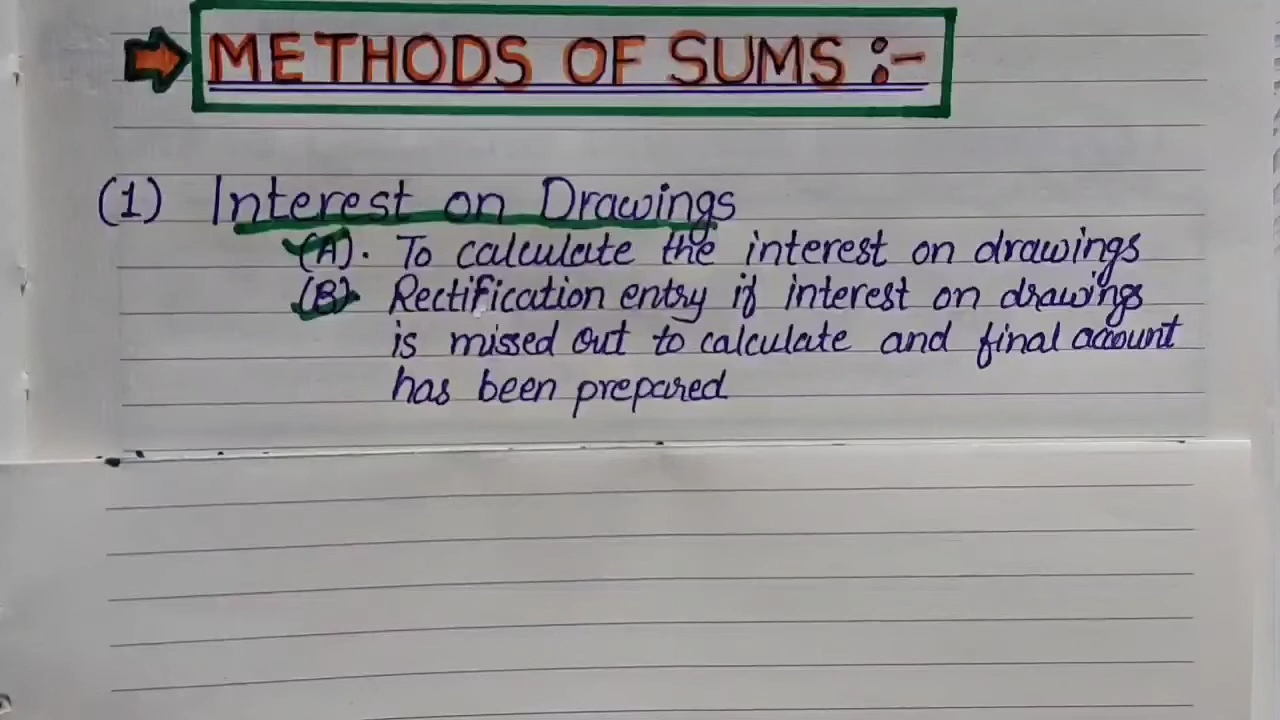 METHODS OF SUMS :-
(1) Interest on Drawings
(A). To calculate the interest on drawings
(B). Rectification entry if interest on drawings
is missed out to calculate and final account
has been prepared